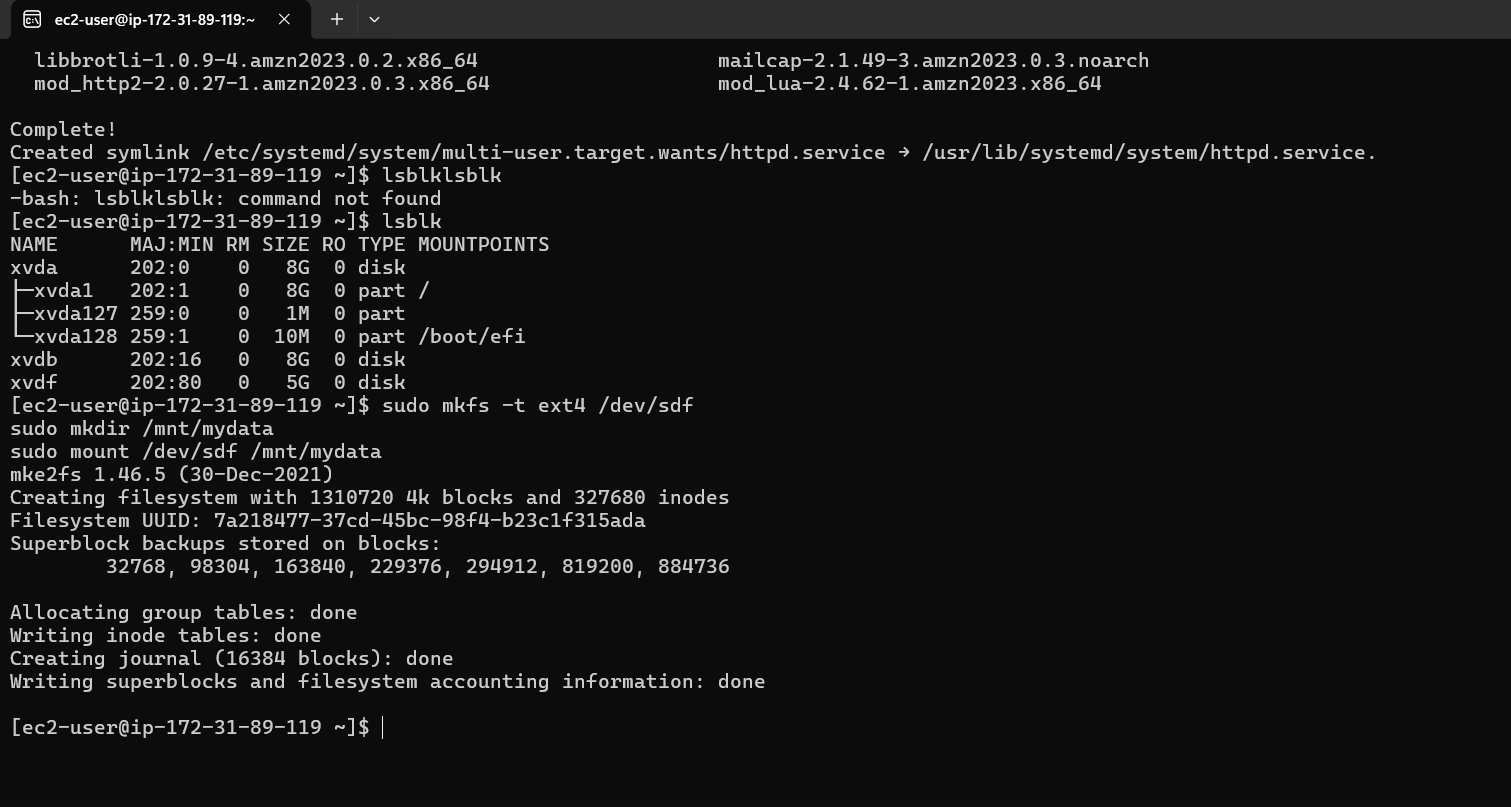 ec2-user@ip-172-31-89-119:~
libbrotli-1.0.9-4.amzn2023.0.2.x86_64 mailcap-2.1.49-3.amzn2023.0.3.noarch
mod_http2-2.0.27-1.amzn2023.0.3.x86_64 mod_lua-2.4.62-1.amzn2023.x86_64
Complete!
Created symlink /etc/systemd/system/multi-user.target.wants/httpd.service → /usr/lib/systemd/system/httpd.service.
[ec2-user@ip-172-31-89-119 ~]$ lsblklsblk
-bash: lsblklsblk: command not found
[ec2-user@ip-172-31-89-119 ~]$ lsblk
NAME      MAJ:MIN RM SIZE RO TYPE MOUNTPOINTS
xvda      202:0    0   8G  0 disk
├─xvda1   202:1    0   8G  0 part /
├─xvda127 259:0    0   1M  0 part
└─xvda128 259:1    0  10M  0 part /boot/efi
xvdb      202:16   0   8G  0 disk
xvdf      202:80   0   5G  0 disk
[ec2-user@ip-172-31-89-119 ~]$ sudo mkfs -t ext4 /dev/sdf
sudo mkdir /mnt/mydata
sudo mount /dev/sdf /mnt/mydata
mke2fs 1.46.5 (30-Dec-2021)
Creating filesystem with 1310720 4k blocks and 327680 inodes
Filesystem UUID: 7a218477-37cd-45bc-98f4-b23c1f315ada
Superblock backups stored on blocks:
32768, 98304, 163840, 229376, 294912, 819200, 884736
Allocating group tables: done
Writing inode tables: done
Creating journal (16384 blocks): done
Writing superblocks and filesystem accounting information: done
[ec2-user@ip-172-31-89-119 ~]$